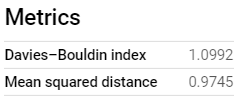 Metrics
Davies–Bouldin index 1.0992
Mean squared distance 0.9745